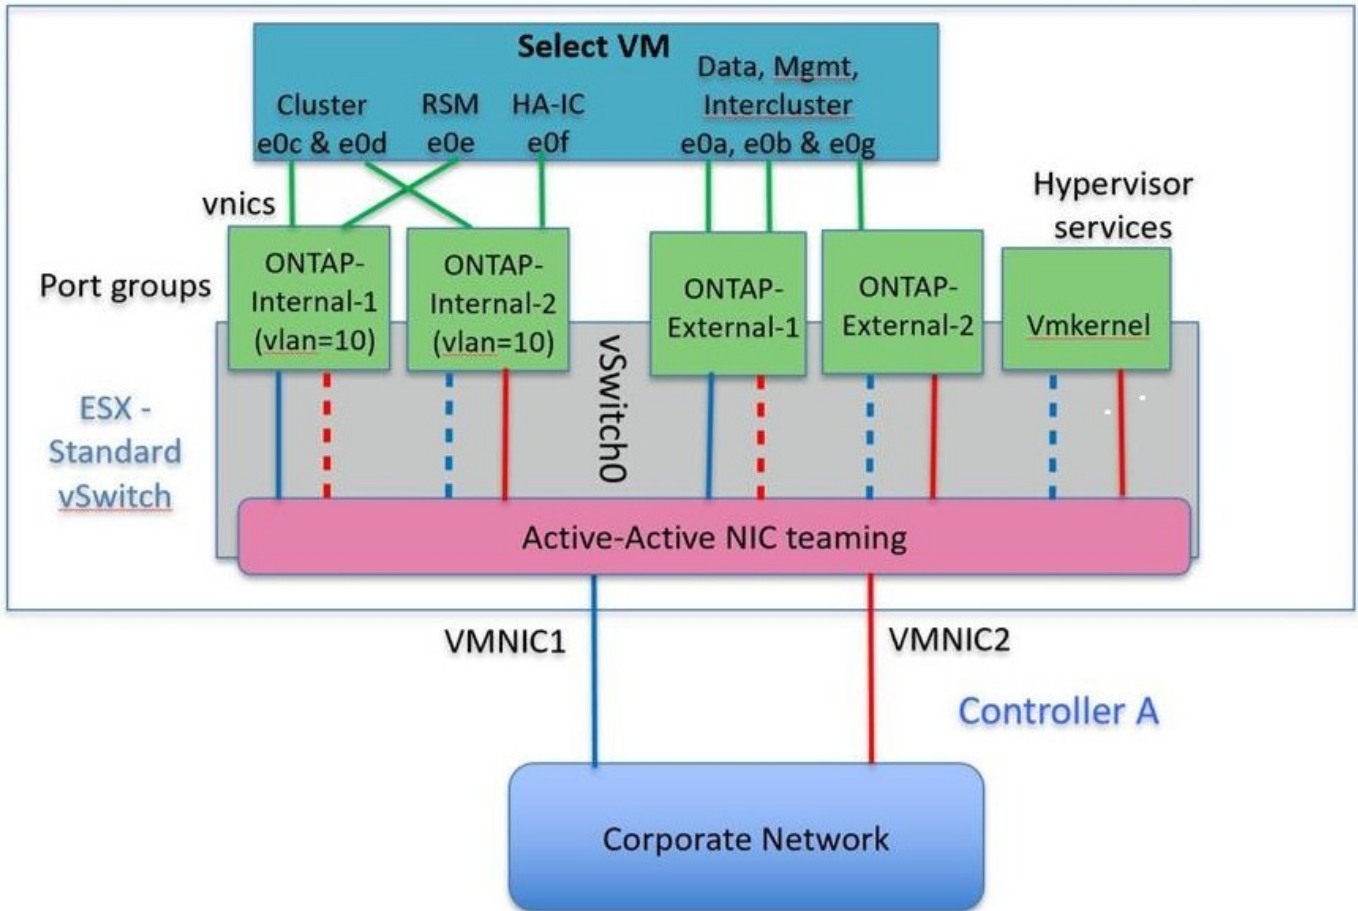 Select VM
Cluster
e0c & e0d
RSM
e0e
HA-IC
e0f
Data, Mgmt,
Intercluster
e0a, e0b & e0g
vnics
Hypervisor
services
Port groups
ONTAP-
Internal-1
(vlan=10)
ONTAP-
Internal-2
(vlan=10)
ONTAP-
External-1
ONTAP-
External-2
Vmkernel
ESX -
Standard
vSwitch
vSwitch0
Active-Active NIC teaming
VMNIC1
VMNIC2
Controller A
Corporate Network